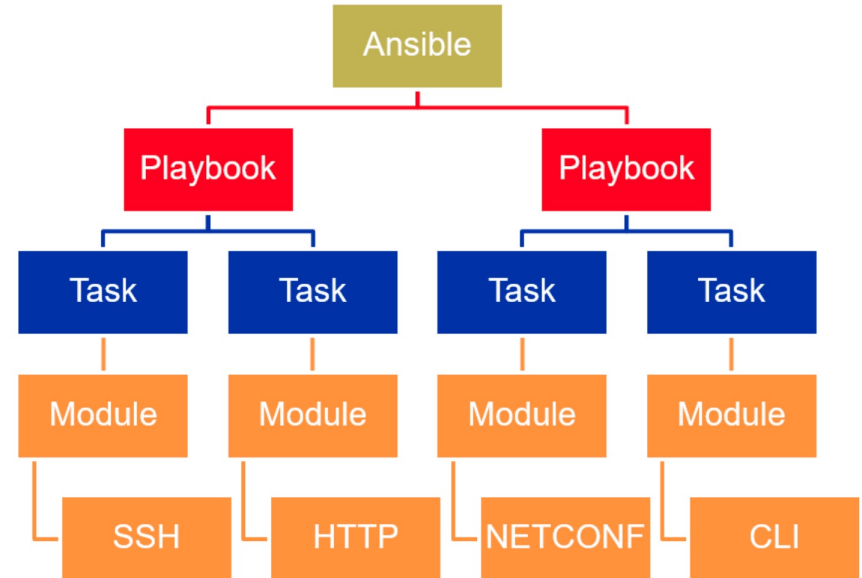 Ansible
Playbook Playbook
Task Task Task Task
Module Module Module Module
SSH HTTP NETCONF CLI